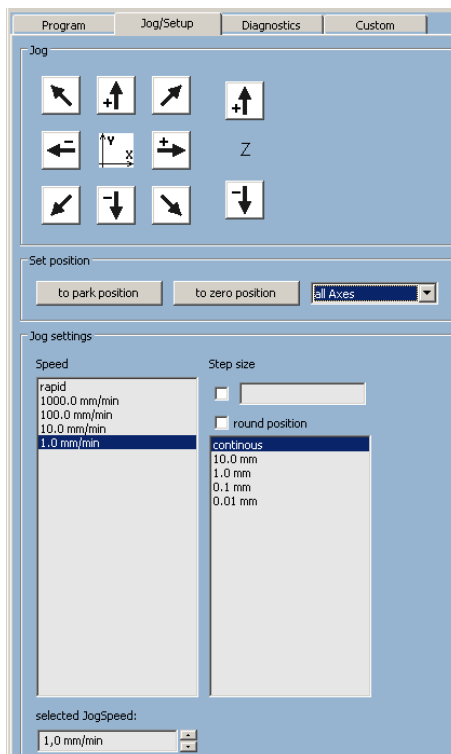 Program Jog/Setup Diagnostics Custom
Jog
+
+
- Y X +
Z
-
-
Set position
to park position to zero position all Axes
Jog settings
Speed Step size
rapid
1000.0 mm/min
100.0 mm/min
10.0 mm/min
1.0 mm/min
round position
continous
10.0 mm
1.0 mm
0.1 mm
0.01 mm
selected JogSpeed:
1,0 mm/min